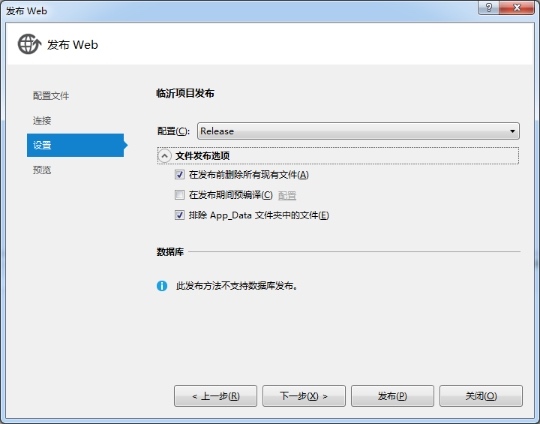 发布 Web
发布 Web
配置文件
连接
设置
预览
临沂项目发布
配置(C): Release
文件发布选项
在发布前删除所有现有文件(A)
在发布期间预编译(C) 配置
排除 App_Data 文件夹中的文件(E)
数据库
此发布方法不支持数据库发布。
< 上一步(R) 下一步(X) > 发布(P) 关闭(O)